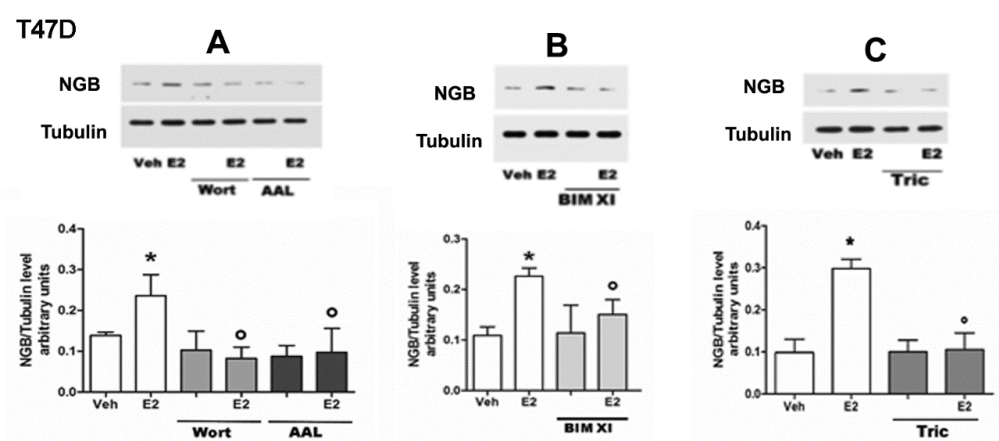 T47D
A
NGB
Tubulin
Veh E2 E2 E2
Wort AAL
NGB/Tubulin level
arbitrary units
0.4
0.3
0.2
0.1
0.0
*
o
o
Veh E2 E2 E2
Wort AAL
B
NGB
Tubulin
Veh E2 E2
BIM XI
NGB/Tubulin level
arbitrary units
0.3
0.2
0.1
0.0
*
o
Veh E2 E2
BIM XI
C
NGB
Tubulin
Veh E2 E2
Tric
NGB/Tubulin level
arbitrary units
0.4
0.3
0.2
0.1
0.0
*
o
Veh E2 E2
Tric